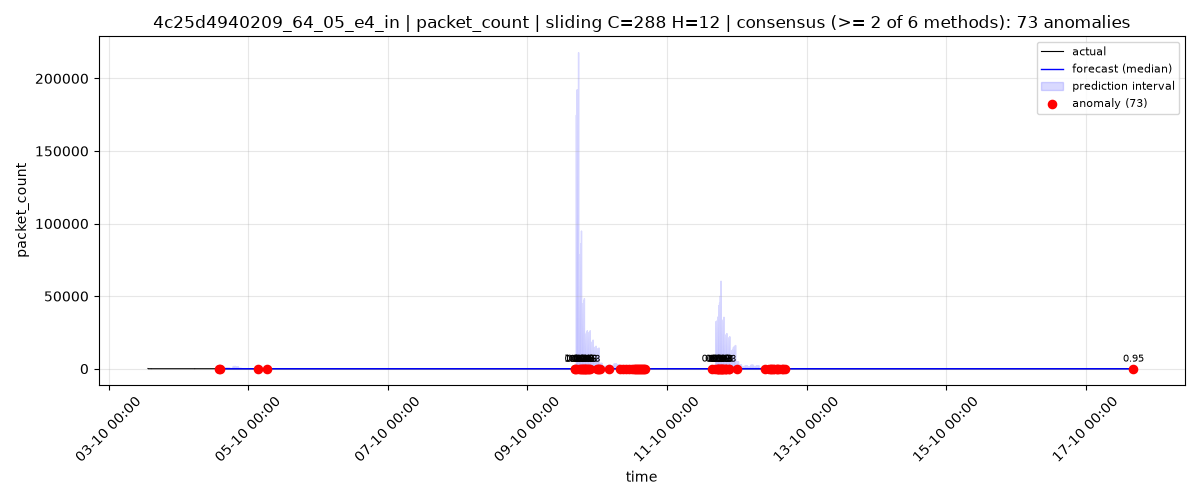 4c25d4940209_64_05_e4_in | packet_count | sliding C=288 H=12 | consensus (>= 2 of 6 methods): 73 anomalies
actual
forecast (median)
prediction interval
anomaly (73)
packet_count
200000
150000
100000
50000
0
0.95
03-10 00:00
05-10 00:00
07-10 00:00
09-10 00:00
11-10 00:00
13-10 00:00
15-10 00:00
17-10 00:00
time